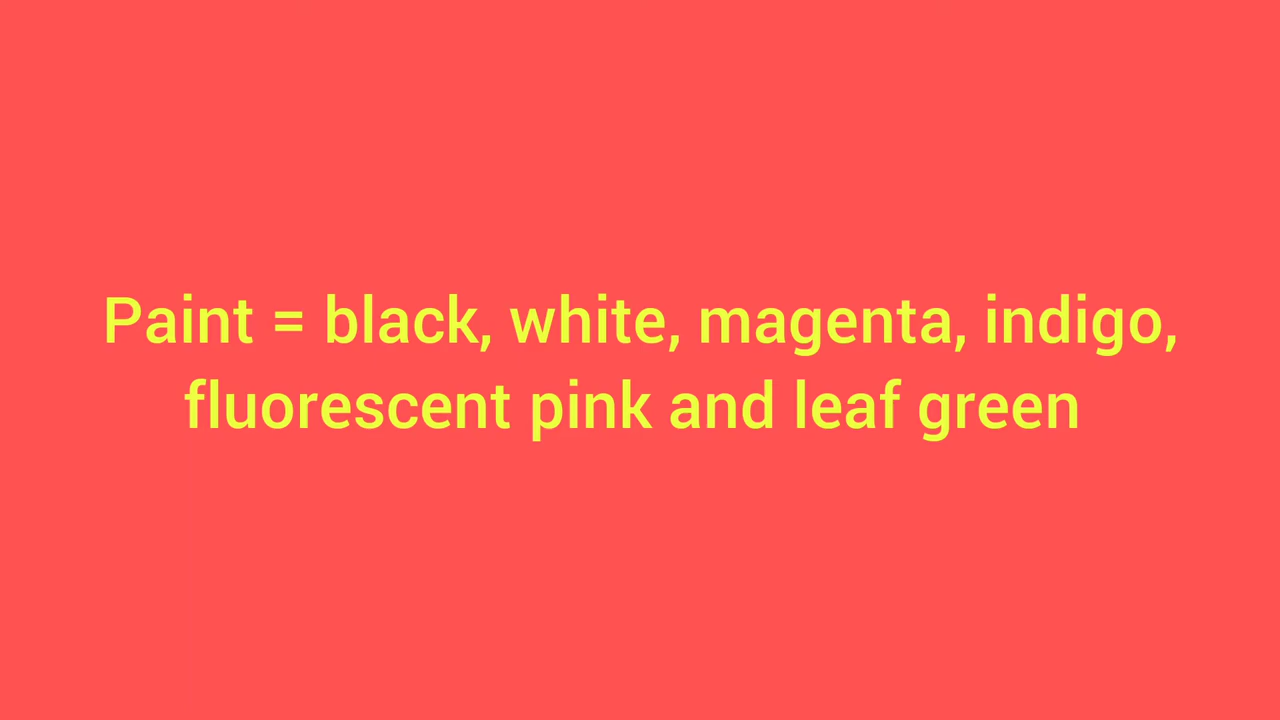 Paint = black, white, magenta, indigo,
fluorescent pink and leaf green